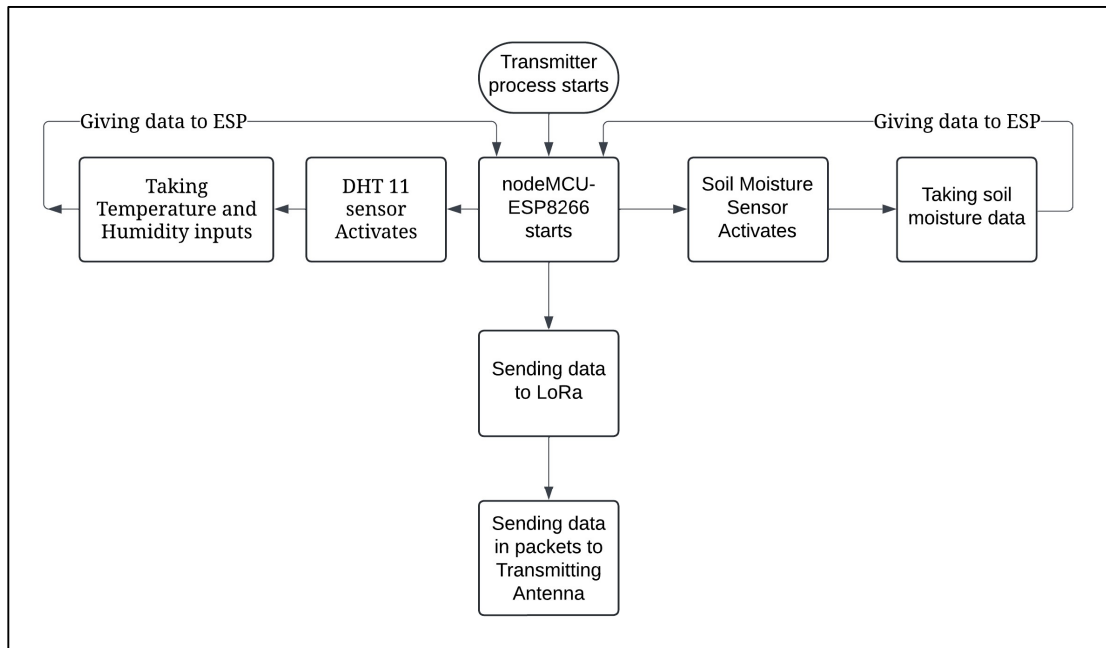 Transmitter
process starts
Giving data to ESP
Giving data to ESP
Taking
Temperature and
Humidity inputs
DHT 11
sensor
Activates
nodeMCU-
ESP8266
starts
Soil Moisture
Sensor
Activates
Taking soil
moisture data
Sending data
to LoRa
Sending data
in packets to
Transmitting
Antenna